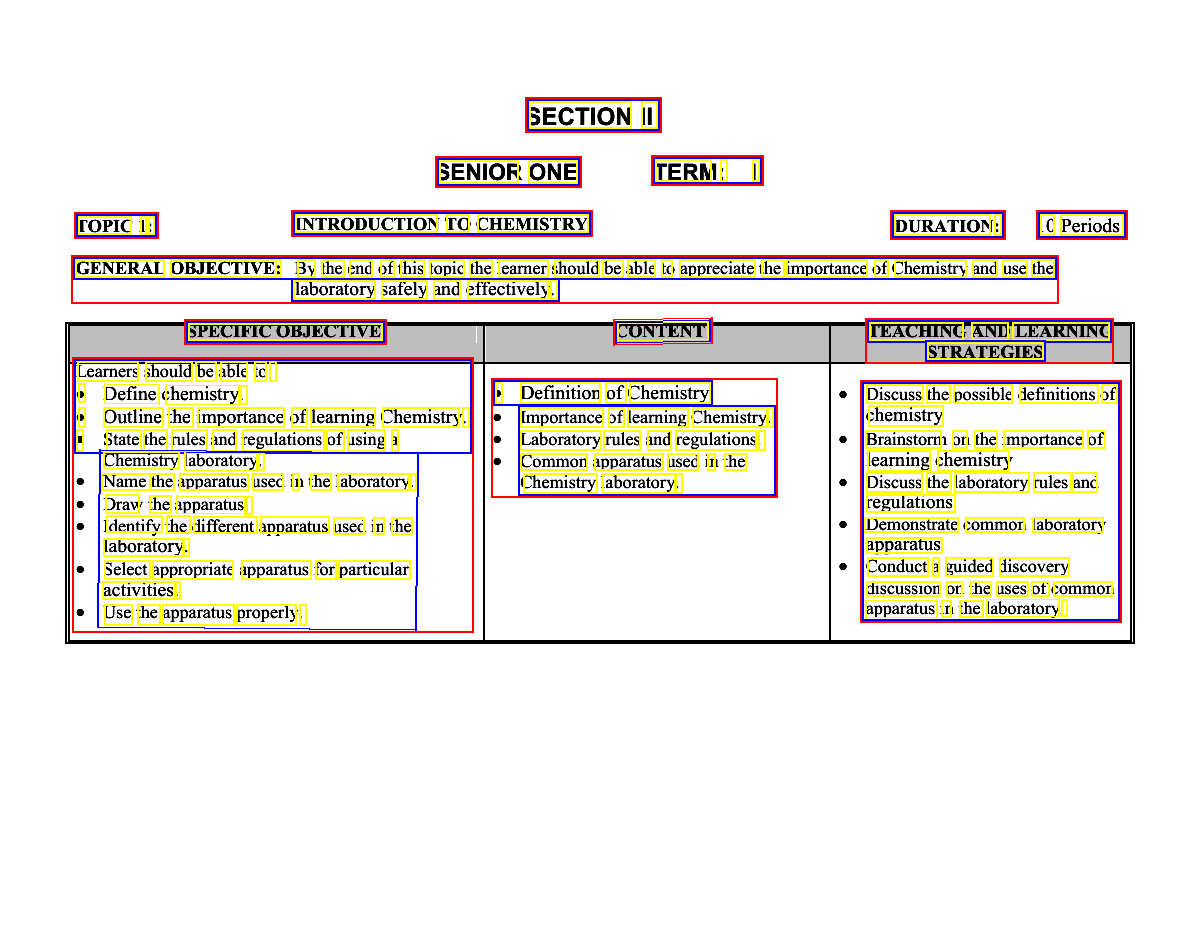 SECTION II
SENIOR ONE TERM: I
TOPIC 1: INTRODUCTION TO CHEMISTRY DURATION: 10 Periods
GENERAL OBJECTIVE: By the end of this topic the learner should be able to appreciate the importance of Chemistry and use the
laboratory safely and effectively.
SPECIFIC OBJECTIVE
Learners should be able to
• Define chemistry.
• Outline the importance of learning Chemistry.
• State the rules and regulations of using a
Chemistry laboratory.
• Name the apparatus used in the laboratory.
• Draw the apparatus
• Identify the different apparatus used in the
laboratory.
• Select appropriate apparatus for particular
activities.
• Use the apparatus properly.
CONTENT
• Definition of Chemistry
• Importance of learning Chemistry.
• Laboratory rules and regulations
• Common apparatus used in the
Chemistry laboratory.
TEACHING AND LEARNING
STRATEGIES
• Discuss the possible definitions of
chemistry
• Brainstorm on the importance of
learning chemistry
• Discuss the laboratory rules and
regulations
• Demonstrate common laboratory
apparatus
• Conduct a guided discovery
discussion on the uses of common
apparatus in the laboratory